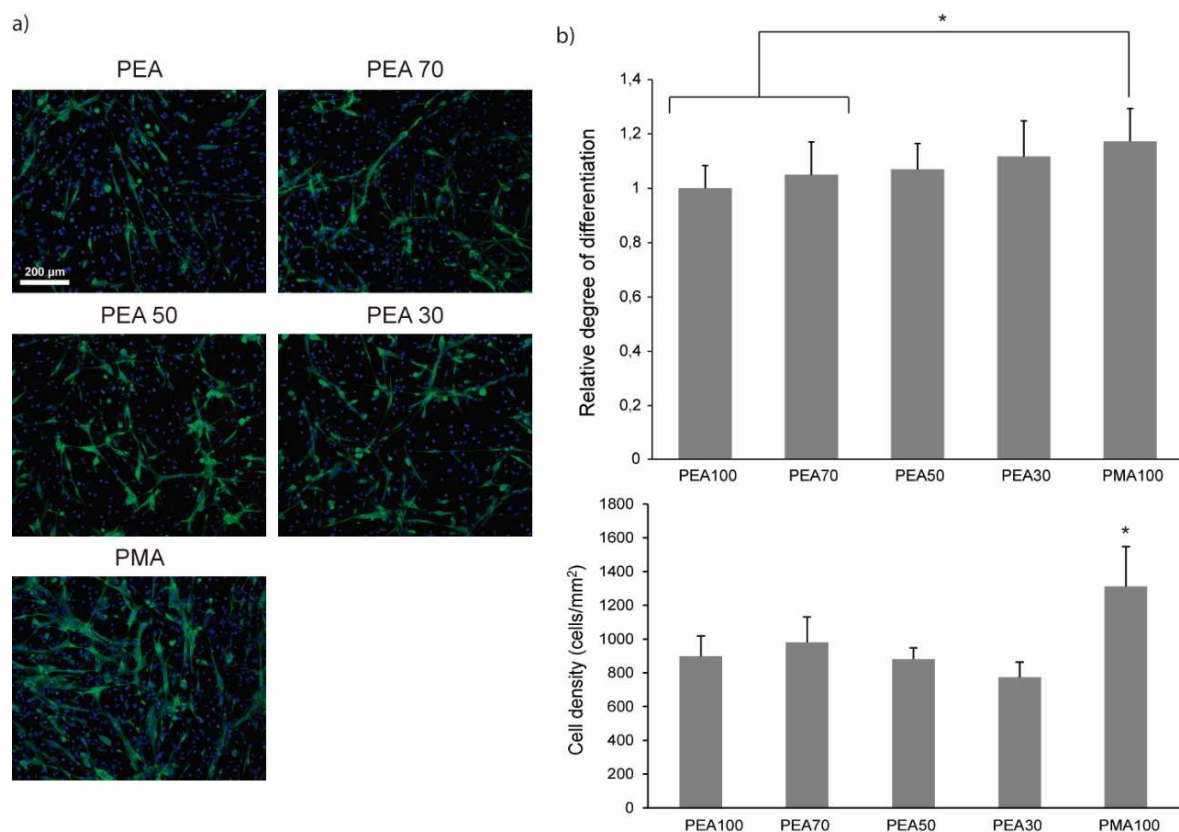 a)
PEA
PEA 70
200 µm
PEA 50
PEA 30
PMA
b)
*
Relative degree of differentiation
1,4
1,2
1
0,8
0,6
0,4
0,2
0
PEA100
PEA70
PEA50
PEA30
PMA100
Cell density (cells/mm²)
1800
1600
1400
1200
1000
800
600
400
200
0
*
PEA100
PEA70
PEA50
PEA30
PMA100